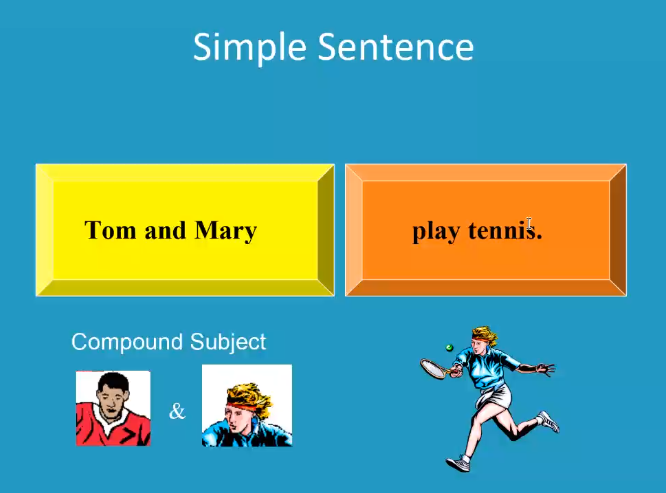 Simple Sentence
Tom and Mary
play tennis.
Compound Subject
&